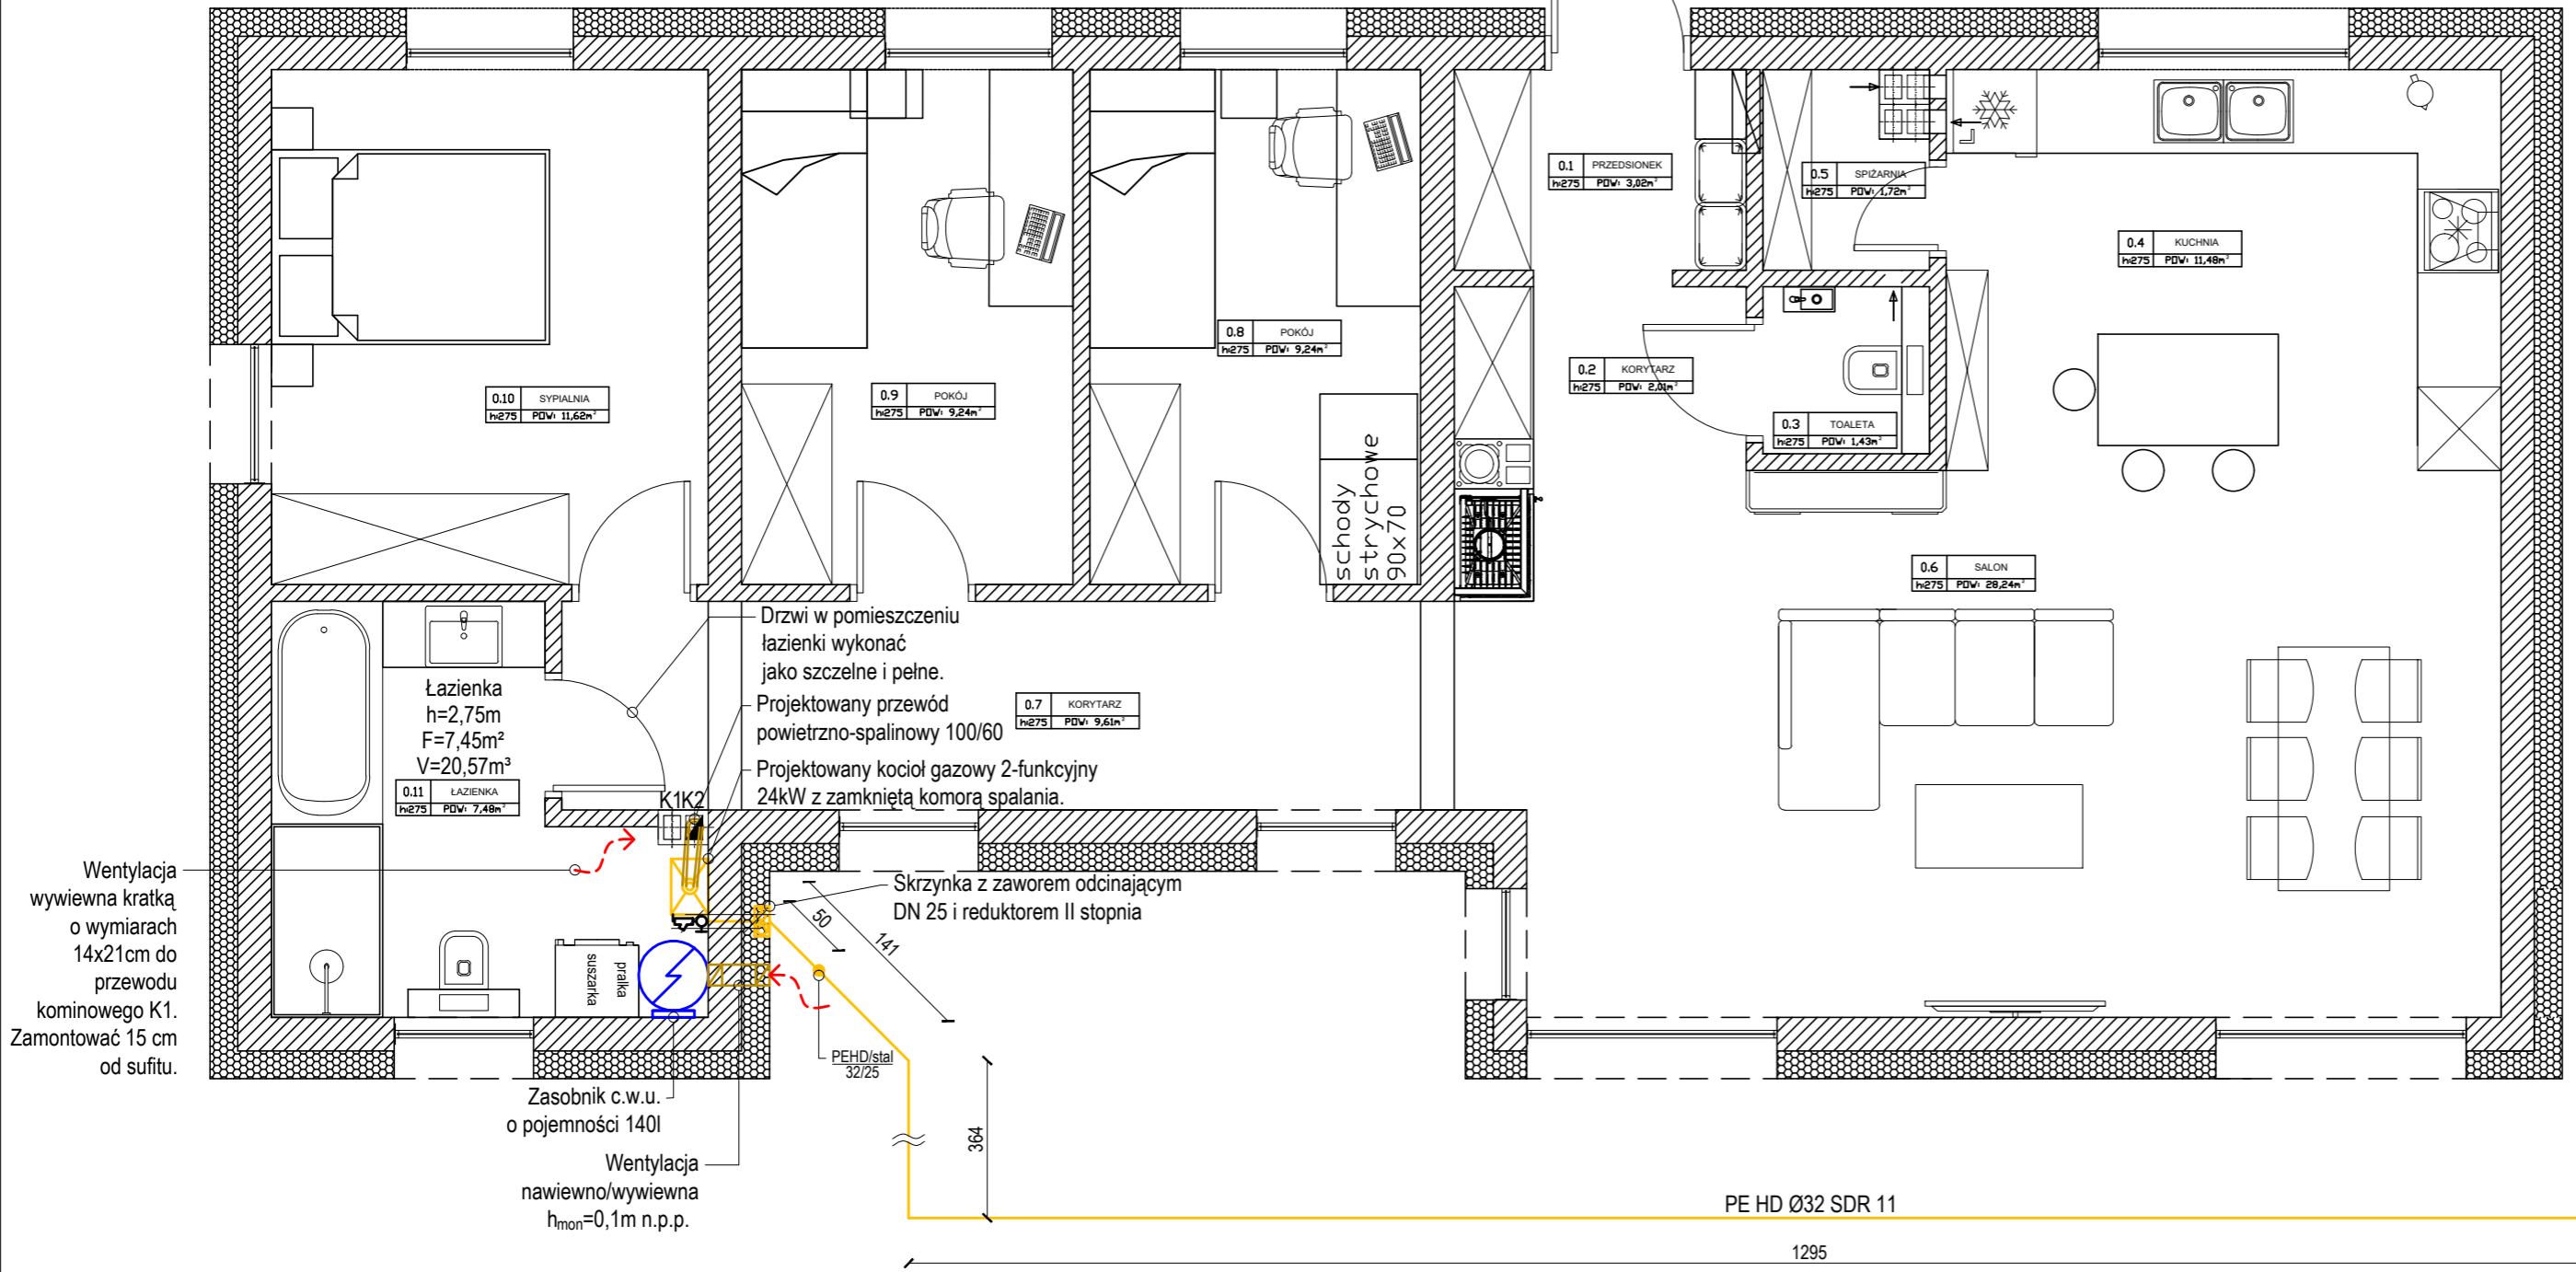 0.1 PRZEDSIONEK
h:275 POW: 3,02m²
0.5 SPIŻARNIA
h:275 POW: 1,72m²
0.4 KUCHNIA
h:275 POW: 11,48m²
0.8 POKÓJ
h:275 POW: 9,24m²
0.2 KORYTARZ
h:275 POW: 2,01m²
0.10 SYPIALNIA
h:275 POW: 11,62m²
0.9 POKÓJ
h:275 POW: 9,24m²
0.3 TOALETA
h:275 POW: 1,43m²
schody
strychowe
90x70
0.6 SALON
h:275 POW: 28,24m²
Drzwi w pomieszczeniu
łazienki wykonać
jako szczelne i pełne.
Łazienka
h=2,75m
F=7,45m²
V=20,57m³
0.11 ŁAZIENKA
h:275 POW: 7,48m²
Projektowany przewód
powietrzno-spalinowy 100/60
0.7 KORYTARZ
h:275 POW: 9,61m²
Projektowany kocioł gazowy 2-funkcyjny
24kW z zamkniętą komorą spalania.
K1K2
Wentylacja
wywiewna kratką
o wymiarach
14x21cm do
przewodu
kominowego K1.
Zamontować 15 cm
od sufitu.
Skrzynka z zaworem odcinającym
DN 25 i reduktorem II stopnia
50
141
pralka
suszarka
PEHD/stal
32/25
Zasobnik c.w.u.
o pojemności 140l
364
Wentylacja
nawiewno/wywiewna
hmon=0,1m n.p.p.
PE HD Ø32 SDR 11
1295